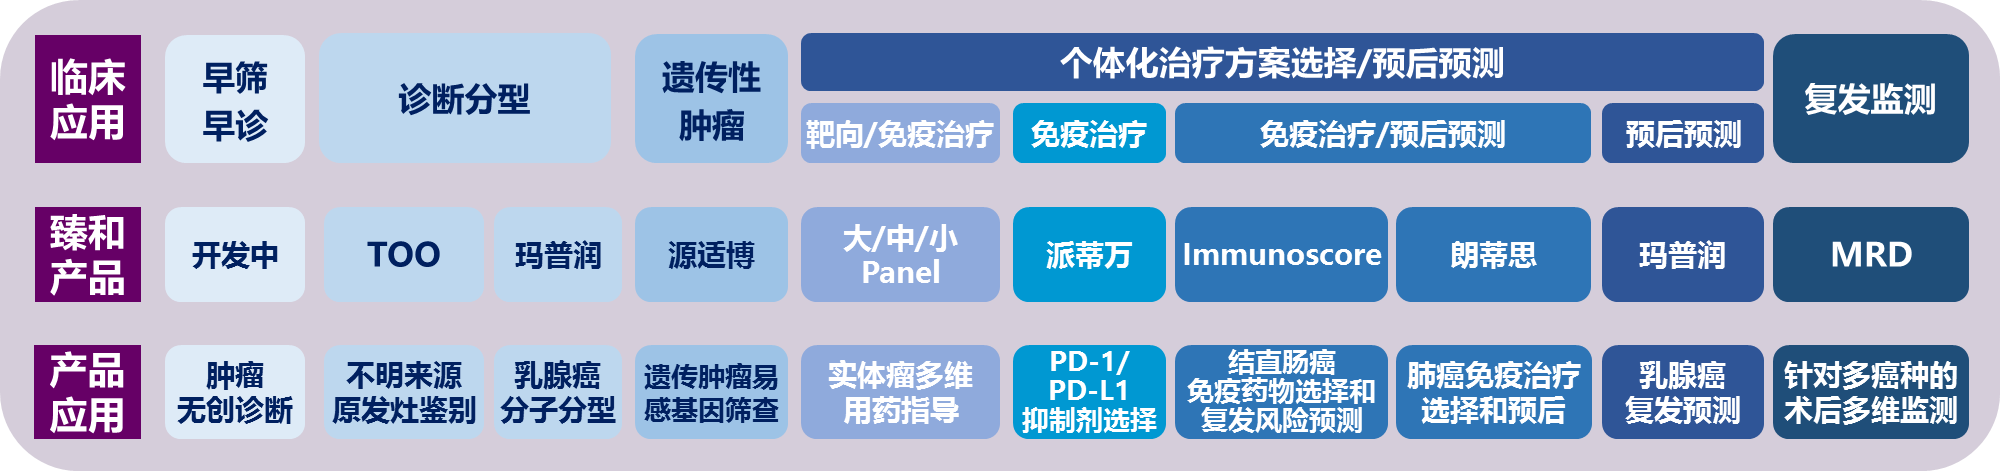 临床
应用
早筛
早诊
诊断分型
遗传性
肿瘤
个体化治疗方案选择/预后预测
靶向/免疫治疗
免疫治疗
免疫治疗/预后预测
预后预测
复发监测
臻和
产品
开发中
TOO
玛普润
源适博
大/中/小
Panel
派蒂万
Immunoscore
朗蒂思
玛普润
MRD
产品
应用
肿瘤
无创诊断
不明来源
原发灶鉴别
乳腺癌
分子分型
遗传肿瘤易
感基因筛查
实体瘤多维
用药指导
PD-1/
PD-L1
抑制剂选择
结直肠癌
免疫药物选择和
复发风险预测
肺癌免疫治疗
选择和预后
乳腺癌
复发预测
针对多癌种的
术后多维监测